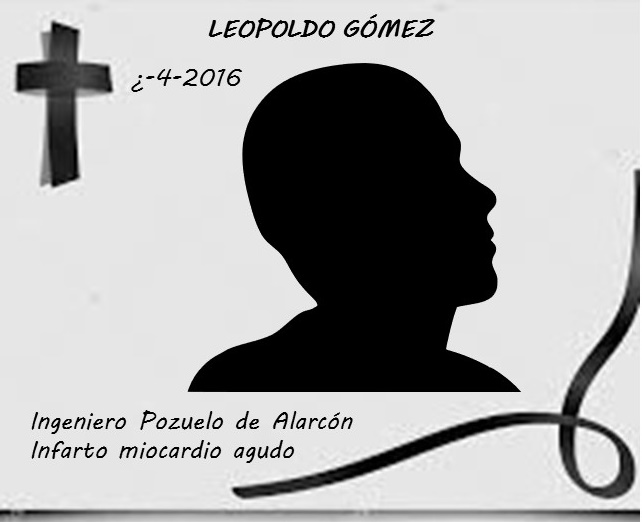 LEOPOLDO GÓMEZ
¿-4-2016
Ingeniero Pozuelo de Alarcón
Infarto miocardio agudo